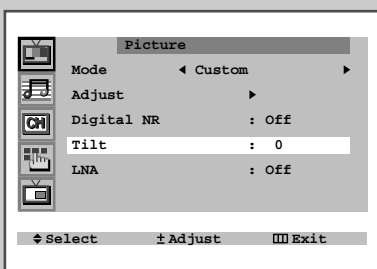 Picture
Mode ◀ Custom ▶
Adjust ▶
Digital NR : Off
Tilt : 0
LNA : Off
CH
Select ± Adjust Exit